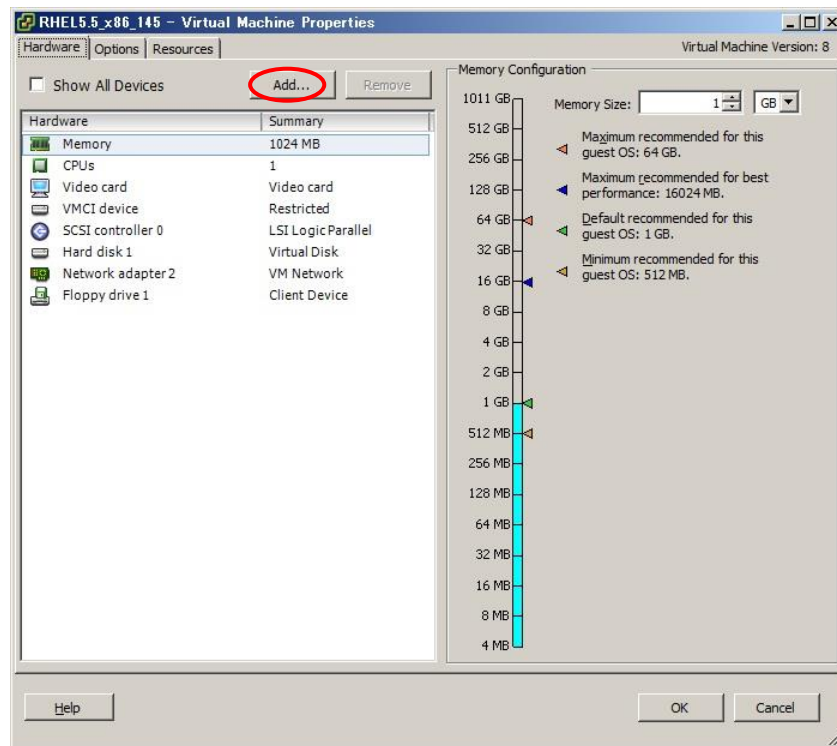 RHEL5.5_x86_145 – Virtual Machine Properties
Hardware Options Resources
Virtual Machine Version: 8
Show All Devices
Add...
Remove
Hardware Summary
Memory 1024 MB
CPUs 1
Video card Video card
VMCI device Restricted
SCSI controller 0 LSI Logic Parallel
Hard disk 1 Virtual Disk
Network adapter 2 VM Network
Floppy drive 1 Client Device
Memory Configuration
Memory Size: 1 GB
1011 GB
512 GB
256 GB
128 GB
64 GB
32 GB
16 GB
8 GB
4 GB
2 GB
1 GB
512 MB
256 MB
128 MB
64 MB
32 MB
16 MB
8 MB
4 MB
Maximum recommended for this
guest OS: 64 GB.
Maximum recommended for best
performance: 16024 MB.
Default recommended for this
guest OS: 1 GB.
Minimum recommended for this
guest OS: 512 MB.
Help
OK
Cancel